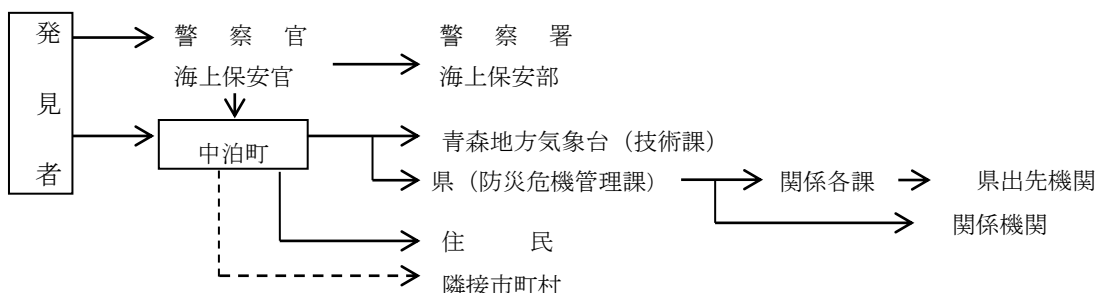 発見者
警察官
警察署
海上保安官
海上保安部
中泊町
青森地方気象台（技術課）
県（防災危機管理課）
関係各課
県出先機関
関係機関
住民
隣接市町村